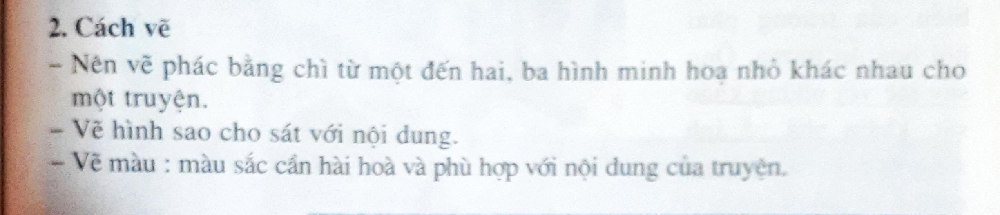 2. Cách vẽ
– Nên vẽ phác bằng chì từ một đến hai, ba hình minh hoạ nhỏ khác nhau cho
một truyện.
– Vẽ hình sao cho sát với nội dung.
– Vẽ màu : màu sắc cần hài hoà và phù hợp với nội dung của truyện.